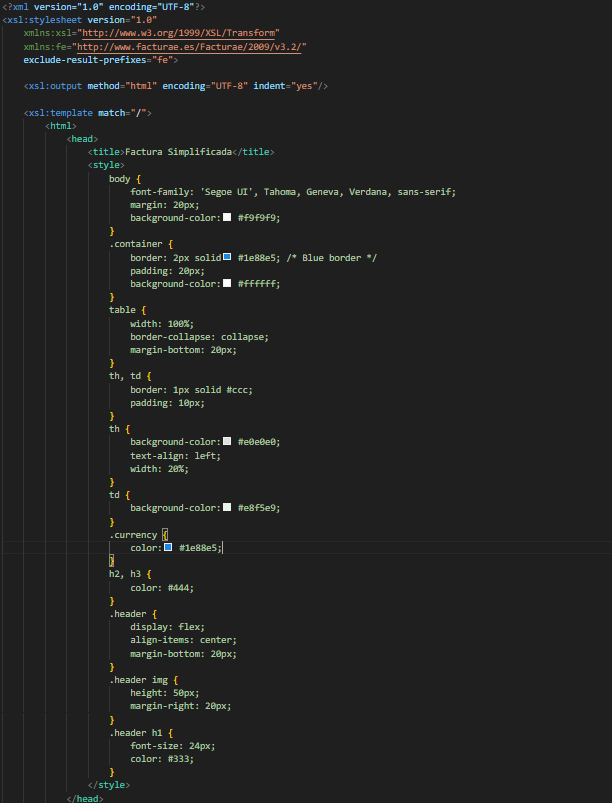 <?xml version="1.0" encoding="UTF-8"?>
<xsl:stylesheet version="1.0"
xmlns:xsl="http://www.w3.org/1999/XSL/Transform"
xmlns:fe="http://www.facturae.es/Facturae/2009/v3.2/"
exclude-result-prefixes="fe">
<xsl:output method="html" encoding="UTF-8" indent="yes"/>
<xsl:template match="/">
<html>
<head>
<title>Factura Simplificada</title>
<style>
body {
font-family: 'Segoe UI', Tahoma, Geneva, Verdana, sans-serif;
margin: 20px;
background-color: #f9f9f9;
}
.container {
border: 2px solid #1e88e5; /* Blue border */
padding: 20px;
background-color: #ffffff;
}
table {
width: 100%;
border-collapse: collapse;
margin-bottom: 20px;
}
th, td {
border: 1px solid #ccc;
padding: 10px;
}
th {
background-color: #e0e0e0;
text-align: left;
width: 20%;
}
td {
background-color: #e8f5e9;
}
.currency {
color: #1e88e5;
}
h2, h3 {
color: #444;
}
.header {
display: flex;
align-items: center;
margin-bottom: 20px;
}
.header img {
height: 50px;
margin-right: 20px;
}
.header h1 {
font-size: 24px;
color: #333;
}
</style>
</head>